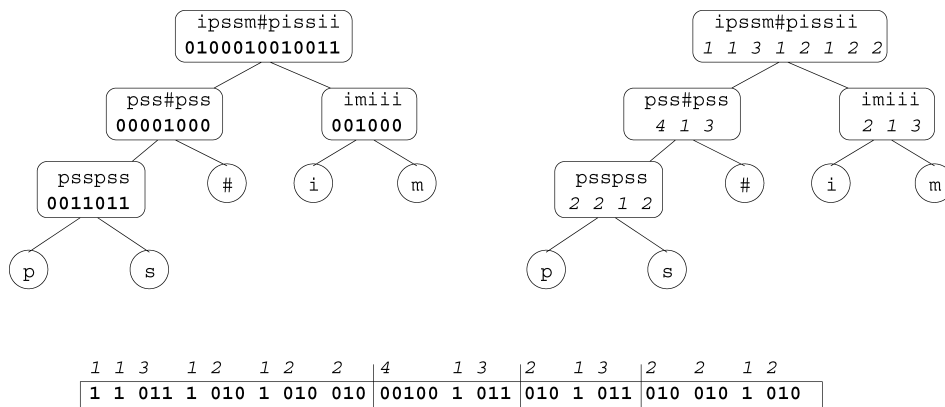 ipssm#pissii ipssm#pissii
0100010010011 1 1 3 1 2 1 2 2
pss#pss imiii pss#pss imiii
00001000 001000 4 1 3 2 1 3
psspss # i m psspss # i m
0011011 2 2 1 2
p s p s
1 1 3 1 2 1 2 2 4 1 3 2 1 3 2 2 1 2
1 1 011 1 010 1 010 010 00100 1 011 010 1 011 010 010 1 010